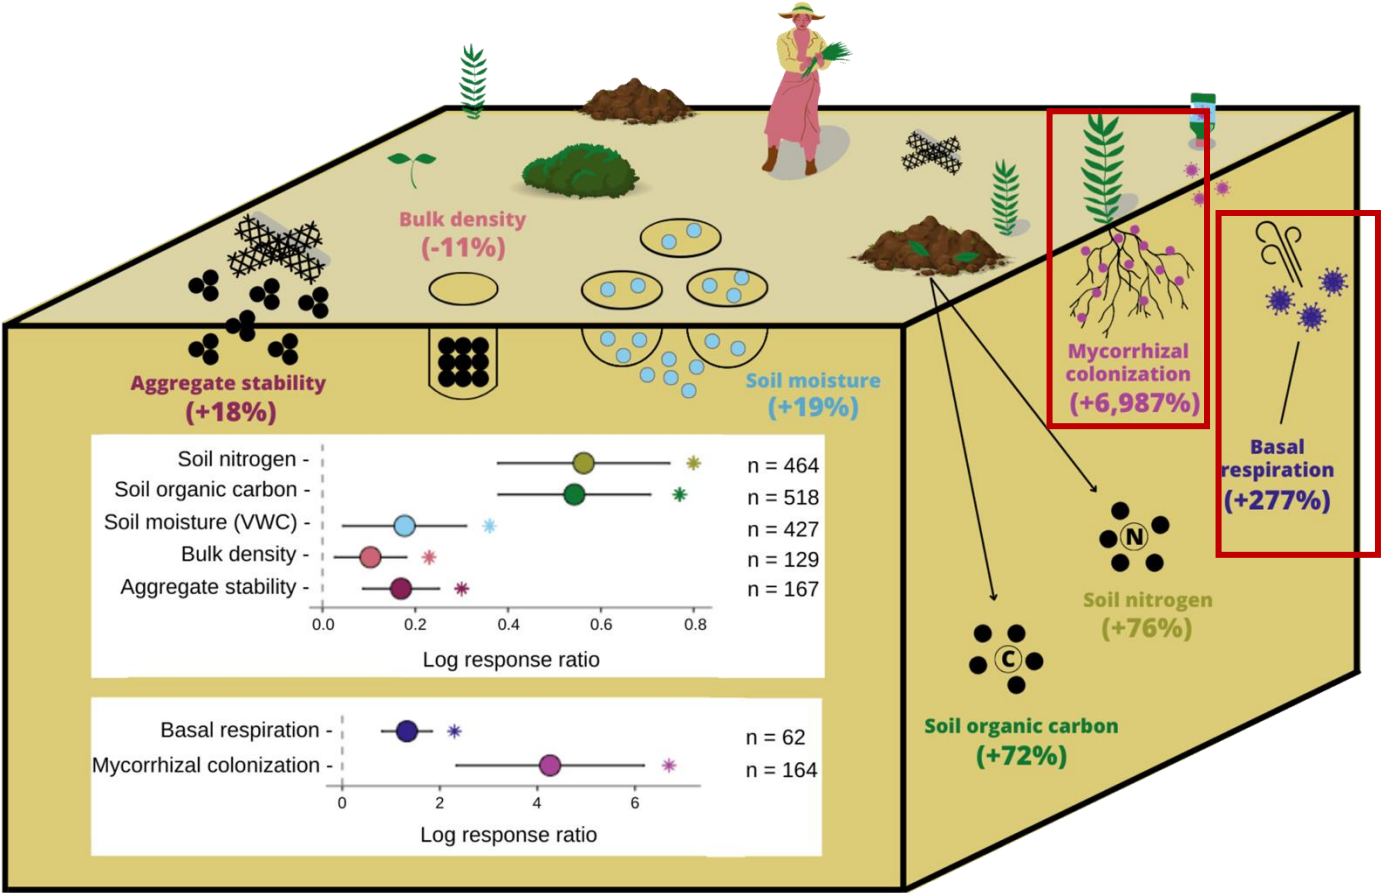 Bulk density
(-11%)
Aggregate stability
(+18%)
Soil moisture
(+19%)
Mycorrhizal
colonization
(+6,987%)
Basal
respiration
(+277%)
N
Soil nitrogen
(+76%)
C
Soil organic carbon
(+72%)
Soil nitrogen - n = 464
Soil organic carbon - n = 518
Soil moisture (VWC) - n = 427
Bulk density - n = 129
Aggregate stability - n = 167
0.0 0.2 0.4 0.6 0.8
Log response ratio
Basal respiration - n = 62
Mycorrhizal colonization - n = 164
0 2 4 6
Log response ratio